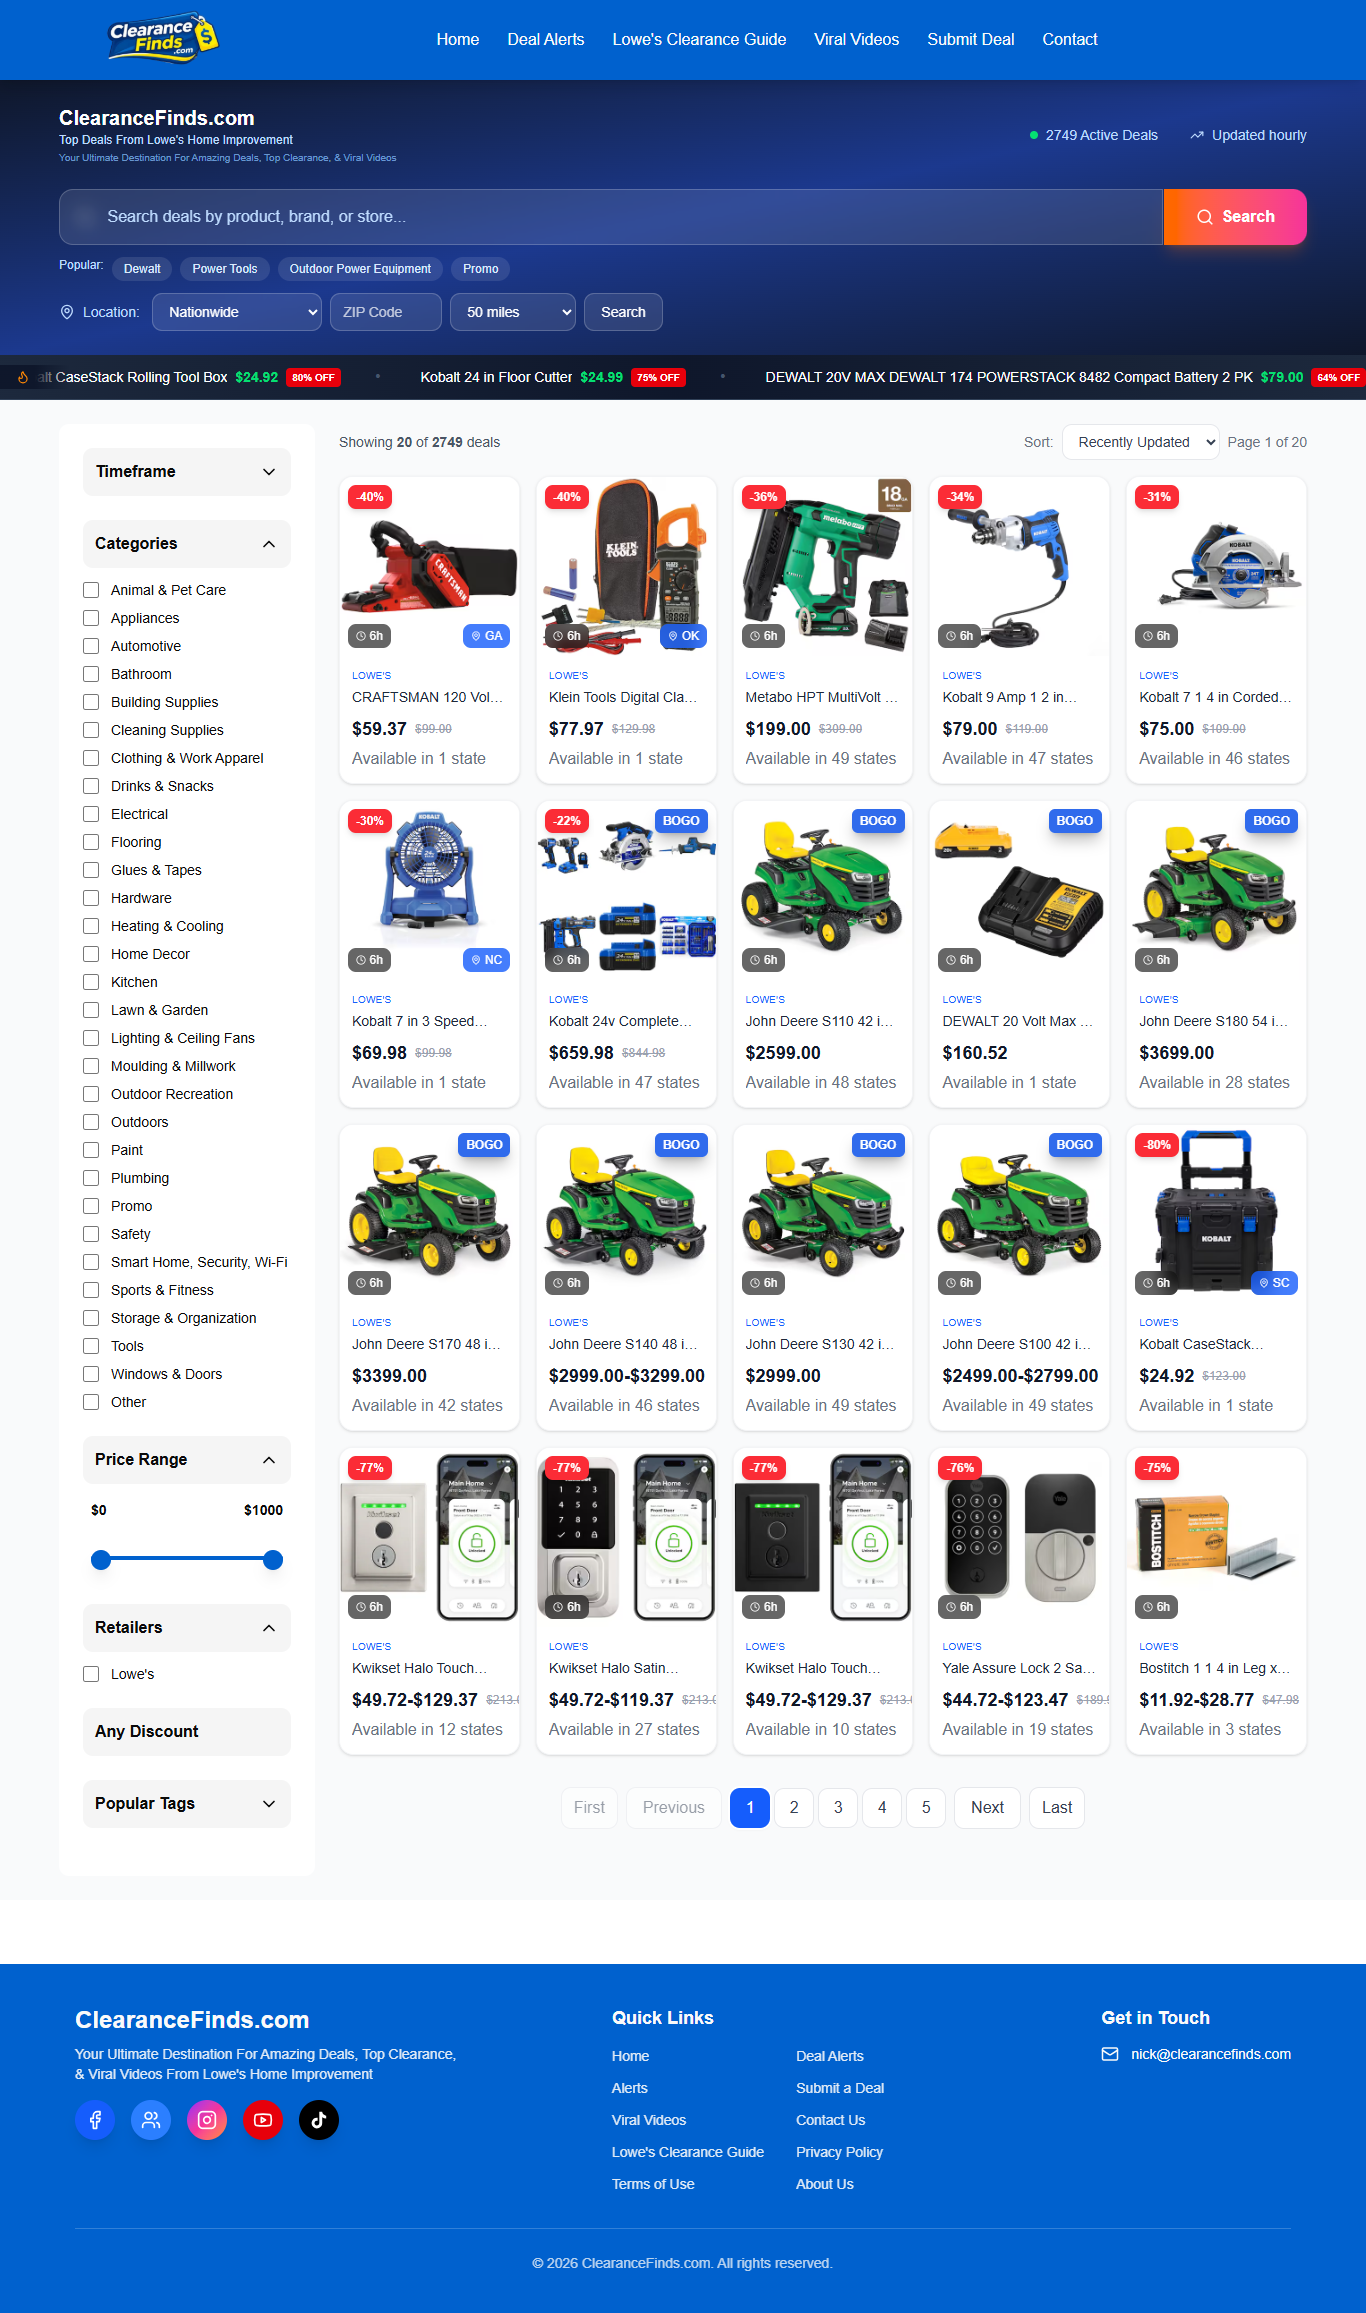 Clearance
Finds
.com
$
Home
Deal Alerts
Lowe's Clearance Guide
Viral Videos
Submit Deal
Contact
ClearanceFinds.com
Top Deals From Lowe's Home Improvement
Your Ultimate Destination For Amazing Deals, Top Clearance, & Viral Videos
2749 Active Deals
Updated hourly
Search deals by product, brand, or store...
Search
Popular:
Dewalt
Power Tools
Outdoor Power Equipment
Promo
Location:
Nationwide
ZIP Code
50 miles
Search
alt CaseStack Rolling Tool Box $24.92 80% OFF
• Kobalt 24 in Floor Cutter $24.99 75% OFF
• DEWALT 20V MAX DEWALT 174 POWERSTACK 8482 Compact Battery 2 PK $79.00 64% OFF
Timeframe
Categories
Animal & Pet Care
Appliances
Automotive
Bathroom
Building Supplies
Cleaning Supplies
Clothing & Work Apparel
Drinks & Snacks
Electrical
Flooring
Glues & Tapes
Hardware
Heating & Cooling
Home Decor
Kitchen
Lawn & Garden
Lighting & Ceiling Fans
Moulding & Millwork
Outdoor Recreation
Outdoors
Paint
Plumbing
Promo
Safety
Smart Home, Security, Wi-Fi
Sports & Fitness
Storage & Organization
Tools
Windows & Doors
Other
Price Range
$0 $1000
Retailers
Lowe's
Any Discount
Popular Tags
Showing 20 of 2749 deals
Sort: Recently Updated Page 1 of 20
-40%
CRAFTSMAN
6h
GA
LOWE'S
CRAFTSMAN 120 Vol...
$59.37 $99.00
Available in 1 state
-40%
KLEIN TOOLS
6h
OK
LOWE'S
Klein Tools Digital Cla...
$77.97 $129.98
Available in 1 state
-36%
18
metabo
6h
LOWE'S
Metabo HPT MultiVolt ...
$199.00 $309.00
Available in 49 states
-34%
6h
LOWE'S
Kobalt 9 Amp 1 2 in...
$79.00 $119.00
Available in 47 states
-31%
KOBALT
6h
LOWE'S
Kobalt 7 1 4 in Corded...
$75.00 $109.00
Available in 46 states
-30%
KOBALT
6h
NC
LOWE'S
Kobalt 7 in 3 Speed...
$69.98 $99.98
Available in 1 state
-22%
BOGO
6h
LOWE'S
Kobalt 24v Complete...
$659.98 $844.98
Available in 47 states
BOGO
6h
LOWE'S
John Deere S110 42 i...
$2599.00
Available in 48 states
BOGO
DEWALT
6h
LOWE'S
DEWALT 20 Volt Max ...
$160.52
Available in 1 state
BOGO
6h
LOWE'S
John Deere S180 54 i...
$3699.00
Available in 28 states
BOGO
6h
LOWE'S
John Deere S170 48 i...
$3399.00
Available in 42 states
BOGO
6h
LOWE'S
John Deere S140 48 i...
$2999.00-$3299.00
Available in 46 states
BOGO
6h
LOWE'S
John Deere S130 42 i...
$2999.00
Available in 49 states
BOGO
6h
LOWE'S
John Deere S100 42 i...
$2499.00-$2799.00
Available in 49 states
-80%
KOBALT
6h
SC
LOWE'S
Kobalt CaseStack...
$24.92 $123.00
Available in 1 state
-77%
Main Home
6h
LOWE'S
Kwikset Halo Touch...
$49.72-$129.37 $213.
Available in 12 states
-77%
Main Home
6h
LOWE'S
Kwikset Halo Satin...
$49.72-$119.37 $213.
Available in 27 states
-77%
Main Home
6h
LOWE'S
Kwikset Halo Touch...
$49.72-$129.37 $213.
Available in 10 states
-76%
Yale
6h
LOWE'S
Yale Assure Lock 2 Sa...
$44.72-$123.47 $189.
Available in 19 states
-75%
BOSTITCH
6h
LOWE'S
Bostitch 1 1 4 in Leg x...
$11.92-$28.77 $47.98
Available in 3 states
First
Previous
1
2
3
4
5
Next
Last
ClearanceFinds.com
Your Ultimate Destination For Amazing Deals, Top Clearance,
& Viral Videos From Lowe's Home Improvement
Quick Links
Home
Deal Alerts
Alerts
Submit a Deal
Viral Videos
Contact Us
Lowe's Clearance Guide
Privacy Policy
Terms of Use
About Us
Get in Touch
nick@clearancefinds.com
© 2026 ClearanceFinds.com. All rights reserved.